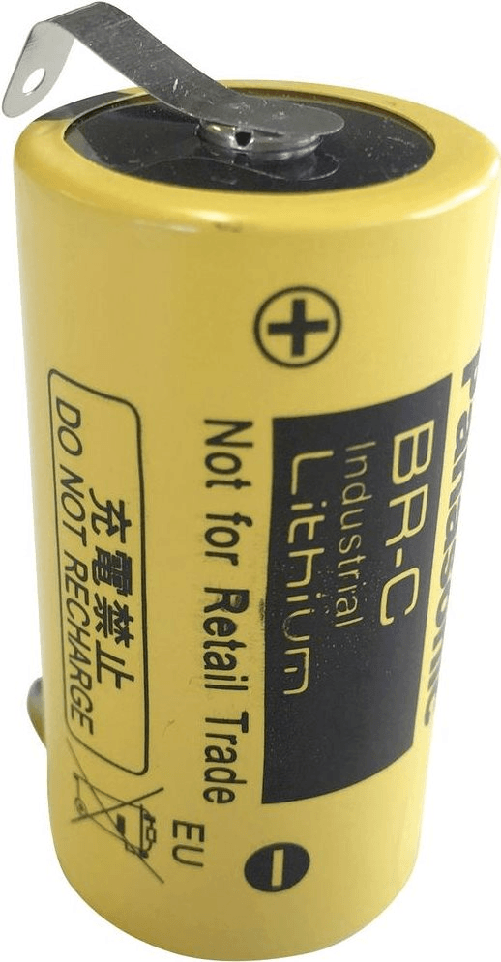 Panasonic
BR-C
Industrial
Lithium
Not for Retail Trade
充電禁止
DO NOT RECHARGE
EU